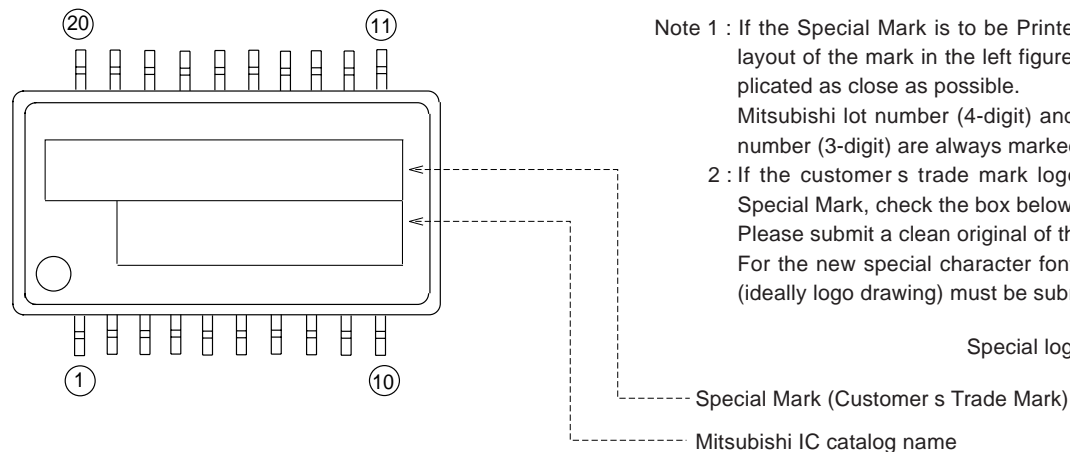 20 11
1 10
Note 1 : If the Special Mark is to be Printe
layout of the mark in the left figure
plicated as close as possible.
Mitsubishi lot number (4-digit) and
number (3-digit) are always marked
2 : If the customer s trade mark logo
Special Mark, check the box below
Please submit a clean original of th
For the new special character fon
(ideally logo drawing) must be sub
Special log
Special Mark (Customer s Trade Mark)
Mitsubishi IC catalog name